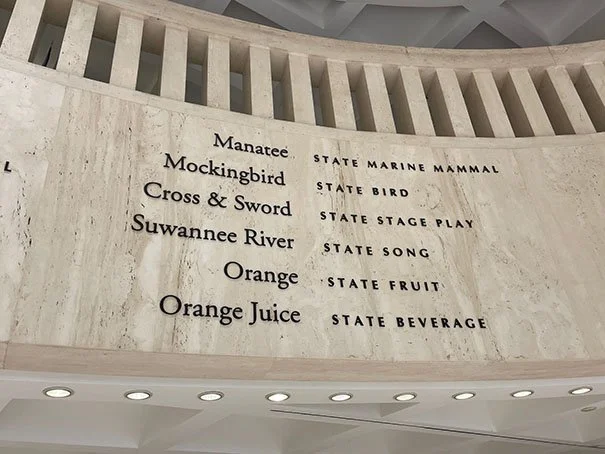 Manatee STATE MARINE MAMMAL
Mockingbird STATE BIRD
Cross & Sword STATE STAGE PLAY
Suwannee River STATE SONG
Orange STATE FRUIT
Orange Juice STATE BEVERAGE
L